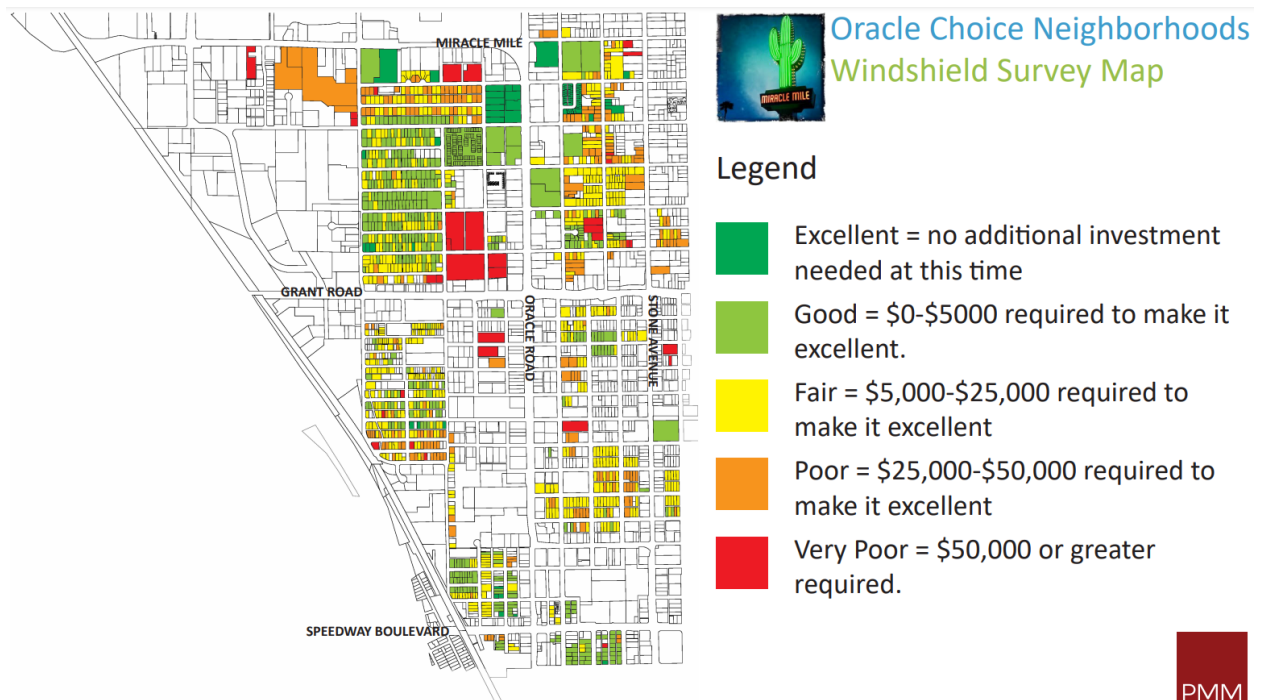 Oracle Choice Neighborhoods
Windshield Survey Map
MIRACLE MILE
MIRACLE MILE
GRANT ROAD
ORACLE ROAD
STONE AVENUE
SPEEDWAY BOULEVARD
Legend
Excellent = no additional investment
needed at this time
Good = $0-$5000 required to make it
excellent.
Fair = $5,000-$25,000 required to
make it excellent
Poor = $25,000-$50,000 required to
make it excellent
Very Poor = $50,000 or greater
required.
PMM